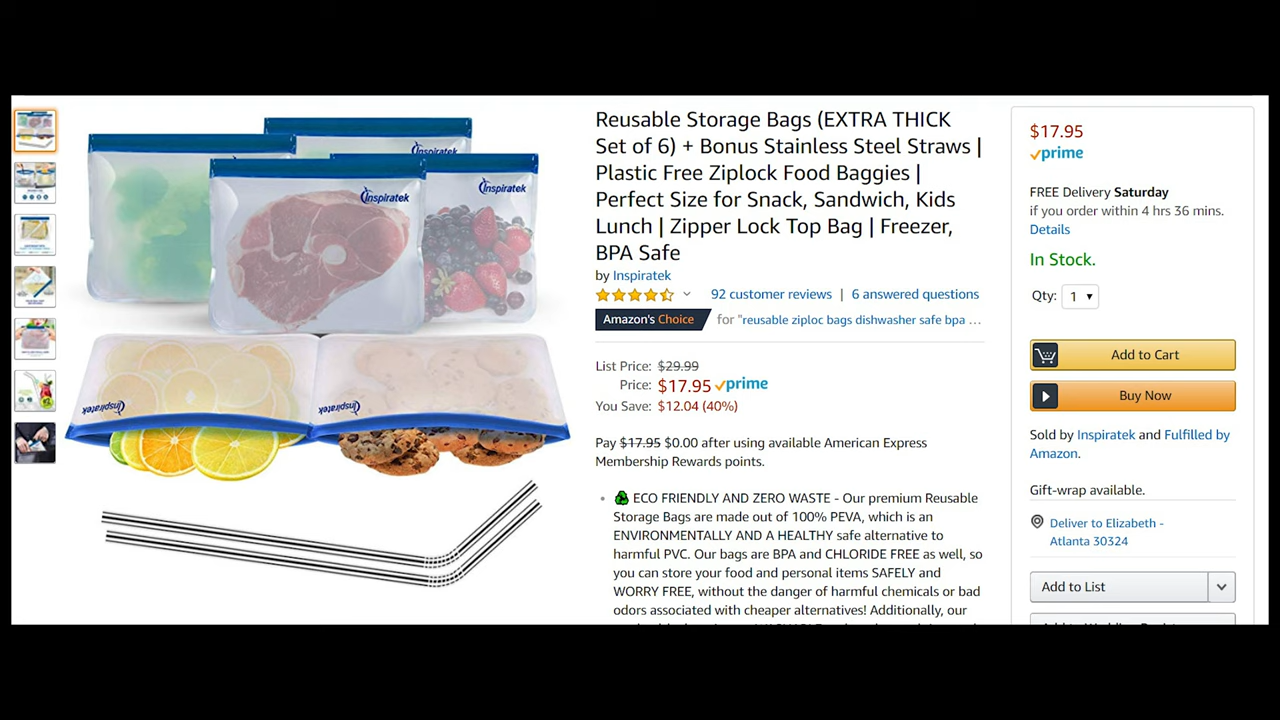 Inspiratek
Inspiratek
Inspiratek
Inspiratek
Inspiratek
Reusable Storage Bags (EXTRA THICK
Set of 6) + Bonus Stainless Steel Straws |
Plastic Free Ziplock Food Baggies |
Perfect Size for Snack, Sandwich, Kids
Lunch | Zipper Lock Top Bag | Freezer,
BPA Safe
by Inspiratek
92 customer reviews | 6 answered questions
Amazon's Choice for "reusable ziploc bags dishwasher safe bpa ...
List Price: $29.99
Price: $17.95 prime
You Save: $12.04 (40%)
Pay $17.95 $0.00 after using available American Express
Membership Rewards points.
• ECO FRIENDLY AND ZERO WASTE - Our premium Reusable
Storage Bags are made out of 100% PEVA, which is an
ENVIRONMENTALLY AND A HEALTHY safe alternative to
harmful PVC. Our bags are BPA and CHLORIDE FREE as well, so
you can store your food and personal items SAFELY and
WORRY FREE, without the danger of harmful chemicals or bad
odors associated with cheaper alternatives! Additionally, our
$17.95
prime
FREE Delivery Saturday
if you order within 4 hrs 36 mins.
Details
In Stock.
Qty: 1
Add to Cart
Buy Now
Sold by Inspiratek and Fulfilled by
Amazon.
Gift-wrap available.
Deliver to Elizabeth -
Atlanta 30324
Add to List